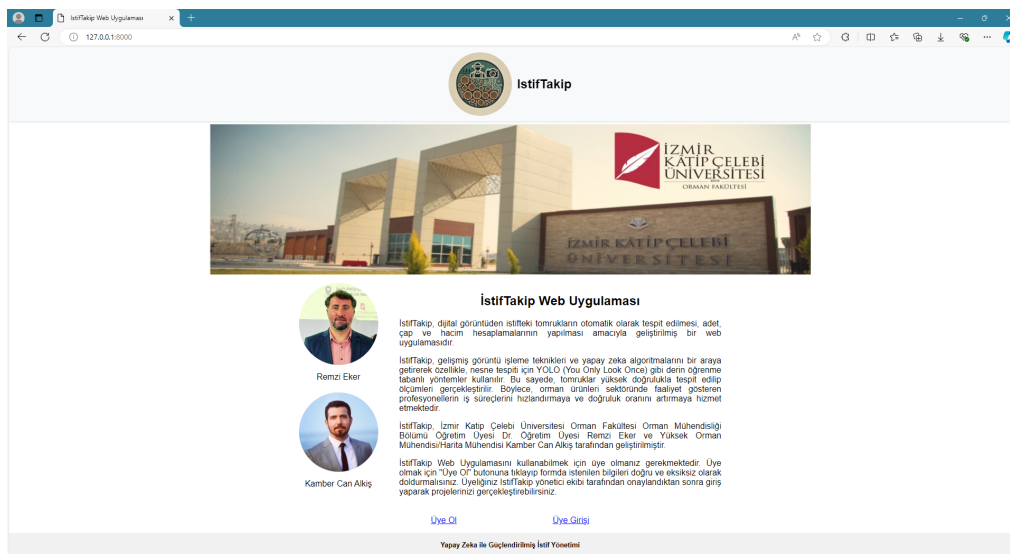 IstifTakip Web Uygulaması
127.0.0.1:8000
IstifTakip
İZMİR
KATİP ÇELEBİ
ÜNİVERSİTESİ
ORMAN FAKÜLTESİ
İZMİR KATİP ÇELEBİ
ÜNİVERSİTESİ
Remzi Eker
Kamber Can Alkiş
İstifTakip Web Uygulaması
İstifTakip, dijital görüntüden istifteki tomrukların otomatik olarak tespit edilmesi, adet,
çap ve hacim hesaplamalarının yapılması amacıyla geliştirilmiş bir web
uygulamasıdır.
İstifTakip, gelişmiş görüntü işleme teknikleri ve yapay zeka algoritmalarını bir araya
getirerek özellikle, nesne tespiti için YOLO (You Only Look Once) gibi derin öğrenme
tabanlı yöntemler kullanılır. Bu sayede, tomruklar yüksek doğrulukla tespit edilip
ölçümleri gerçekleştirilir. Böylece, orman ürünleri sektöründe faaliyet gösteren
profesyonellerin iş süreçlerini hızlandırmaya ve doğruluk oranını artırmaya hizmet
etmektedir.
İstifTakip, İzmir Katip Çelebi Üniversitesi Orman Fakültesi Orman Mühendisliği
Bölümü Öğretim Üyesi Dr. Öğretim Üyesi Remzi Eker ve Yüksek Orman
Mühendisi/Harita Mühendisi Kamber Can Alkiş tarafından geliştirilmiştir.
İstifTakip Web Uygulamasını kullanabilmek için üye olmanız gerekmektedir. Üye
olmak için "Üye Ol" butonuna tıklayıp formda istenilen bilgileri doğru ve eksiksiz olarak
doldurmalısınız. Üyeliğiniz IstifTakip yönetici ekibi tarafından onaylandıktan sonra giriş
yaparak projelerinizi gerçekleştirebilirsiniz.
Üye Ol
Üye Girişi
Yapay Zeka ile Güçlendirilmiş İstif Yönetimi